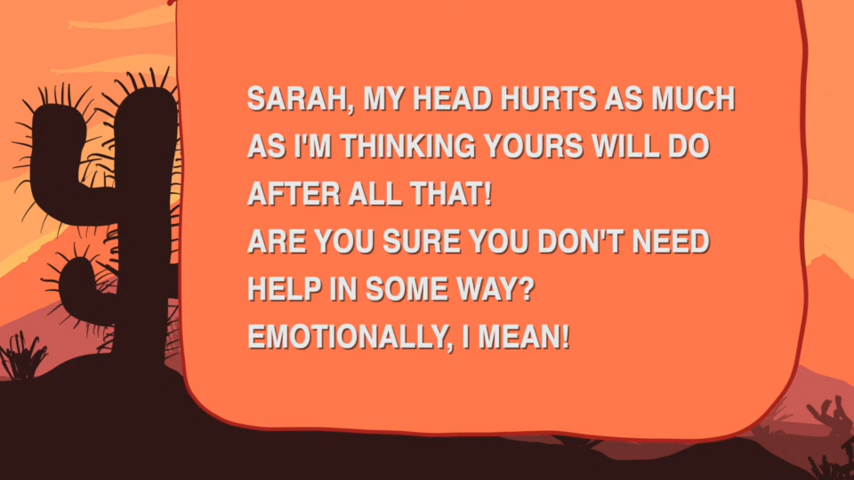 SARAH, MY HEAD HURTS AS MUCH
AS I'M THINKING YOURS WILL DO
AFTER ALL THAT!
ARE YOU SURE YOU DON'T NEED
HELP IN SOME WAY?
EMOTIONALLY, I MEAN!